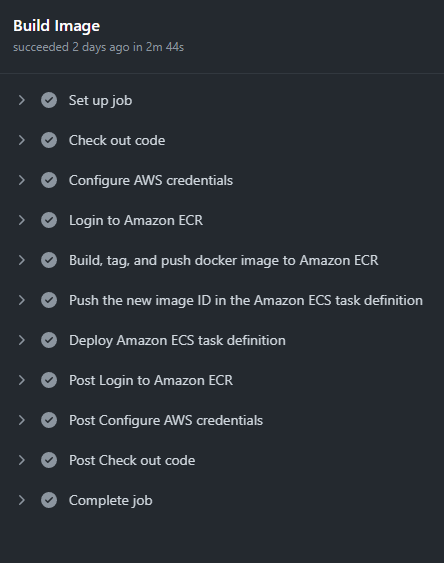 Build Image
succeeded 2 days ago in 2m 44s
Set up job
Check out code
Configure AWS credentials
Login to Amazon ECR
Build, tag, and push docker image to Amazon ECR
Push the new image ID in the Amazon ECS task definition
Deploy Amazon ECS task definition
Post Login to Amazon ECR
Post Configure AWS credentials
Post Check out code
Complete job